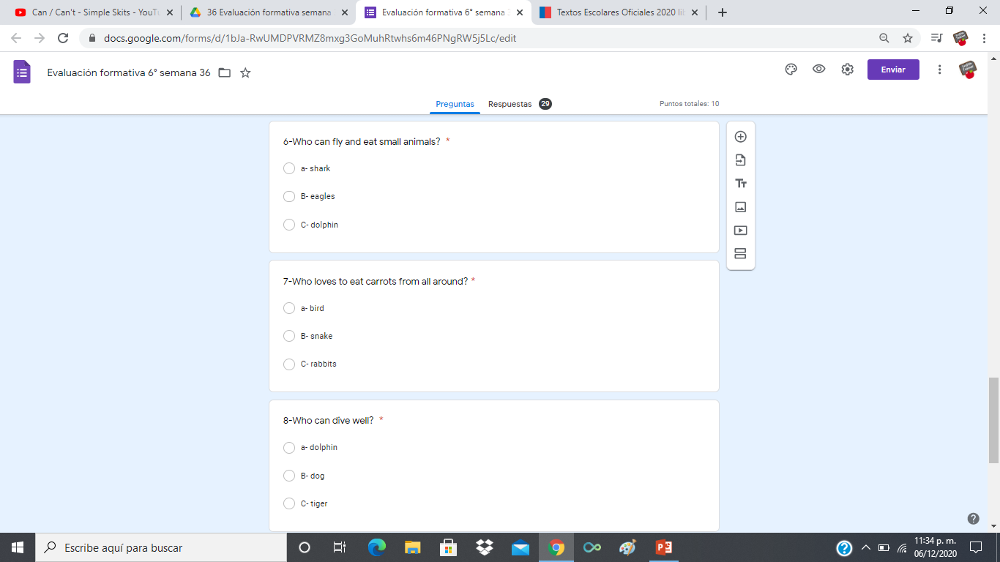 Can / Can't - Simple Skits - YouTu
36 Evaluación formativa semana
Evaluación formativa 6° semana
Textos Escolares Oficiales 2020 li
docs.google.com/forms/d/1bJa-RwUMDPVRMZ8mxg3GoMuhRtwhs6m46PNgRW5j5Lc/edit
Evaluación formativa 6° semana 36
Enviar
Preguntas
Respuestas 29
Puntos totales: 10
6-Who can fly and eat small animals? *
a- shark
B- eagles
C- dolphin
7-Who loves to eat carrots from all around? *
a- bird
B- snake
C- rabbits
8-Who can dive well? *
a- dolphin
B- dog
C- tiger
Escribe aquí para buscar
11:34 p. m.
06/12/2020